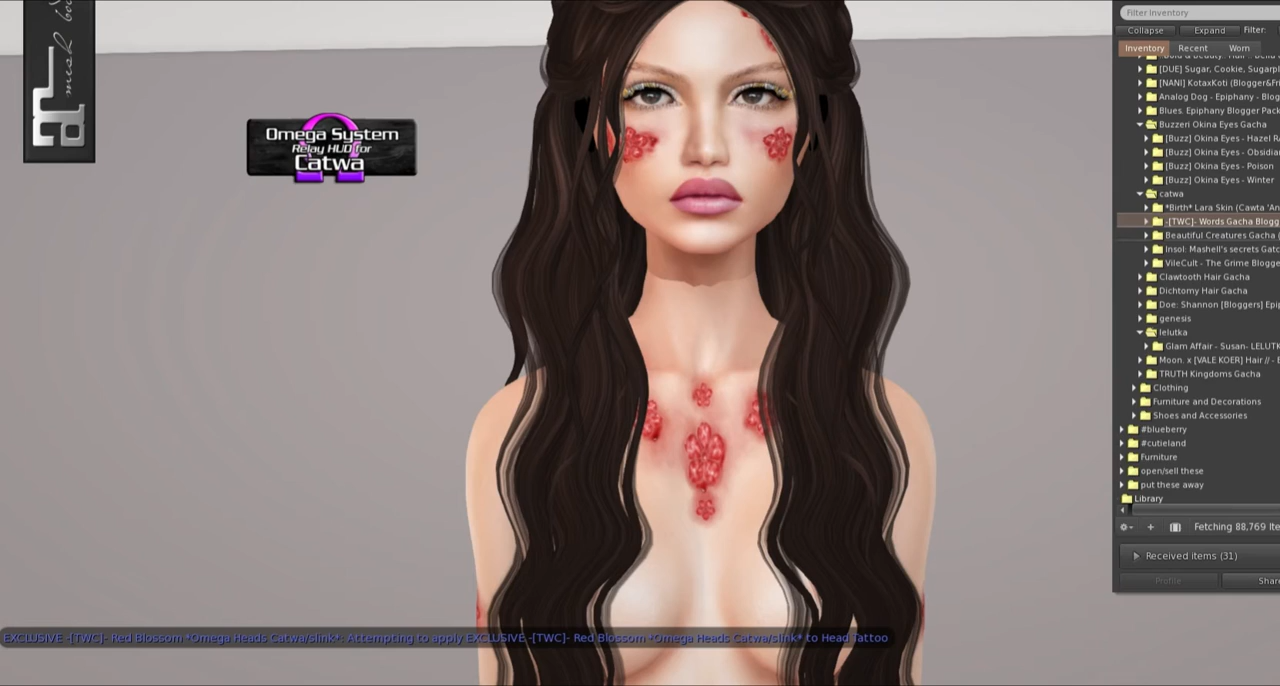 mesh bod
Omega System
Relay HUD for
Catwa
Filter Inventory
Collapse Expand Filter:
Inventory Recent Worn
[DUE] Sugar, Cookie, Sugarpl
[NANI] KotaxKoti (Blogger&Fri
Analog Dog - Epiphany - Blog
Blues. Epiphany Blogger Pack
Buzzeri Okina Eyes Gacha
[Buzz] Okina Eyes - Hazel R
[Buzz] Okina Eyes - Obsidia
[Buzz] Okina Eyes - Poison
[Buzz] Okina Eyes - Winter
catwa
*Birth* Lara Skin (Cawta 'An
-[TWC]- Words Gacha Blogg
Beautiful Creatures Gacha (
Insol: Mashell's secrets Gatc
VileCult - The Grime Blogge
Clawtooth Hair Gacha
Dichtomy Hair Gacha
Doe: Shannon [Bloggers] Epip
genesis
lelutka
Glam Affair - Susan- LELUTK
Moon. x [VALE KOER] Hair // - E
TRUTH Kingdoms Gacha
Clothing
Furniture and Decorations
Shoes and Accessories
#blueberry
#cutieland
Furniture
open/sell these
put these away
Library
Fetching 88,769 Ite
Received items (31)
Profile Share
EXCLUSIVE -[TWC]- Red Blossom *Omega Heads Catwa/slink*: Attempting to apply EXCLUSIVE -[TWC]- Red Blossom *Omega Heads Catwa/slink* to Head Tattoo